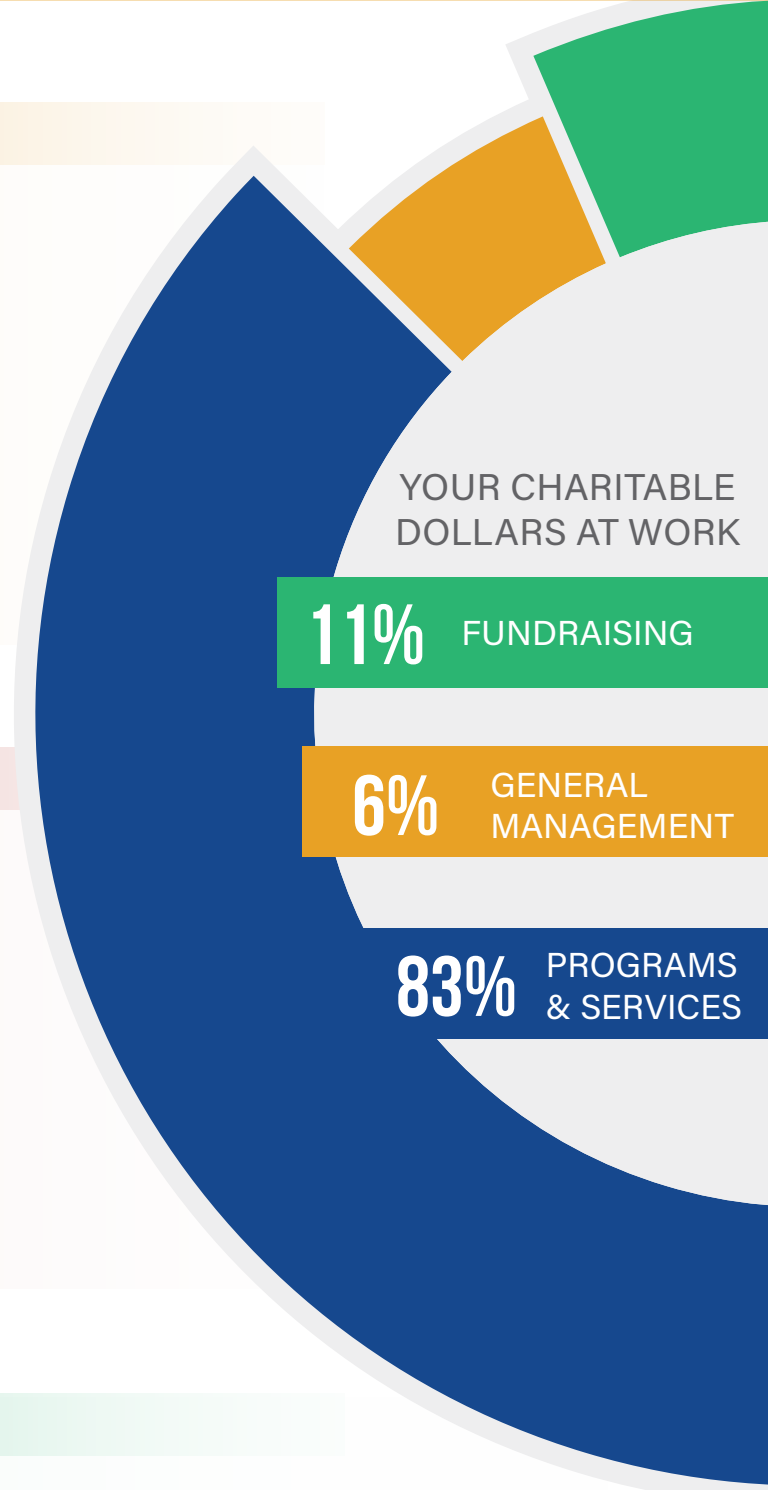 YOUR CHARITABLE
DOLLARS AT WORK
11% FUNDRAISING
6% GENERAL
MANAGEMENT
83% PROGRAMS
& SERVICES